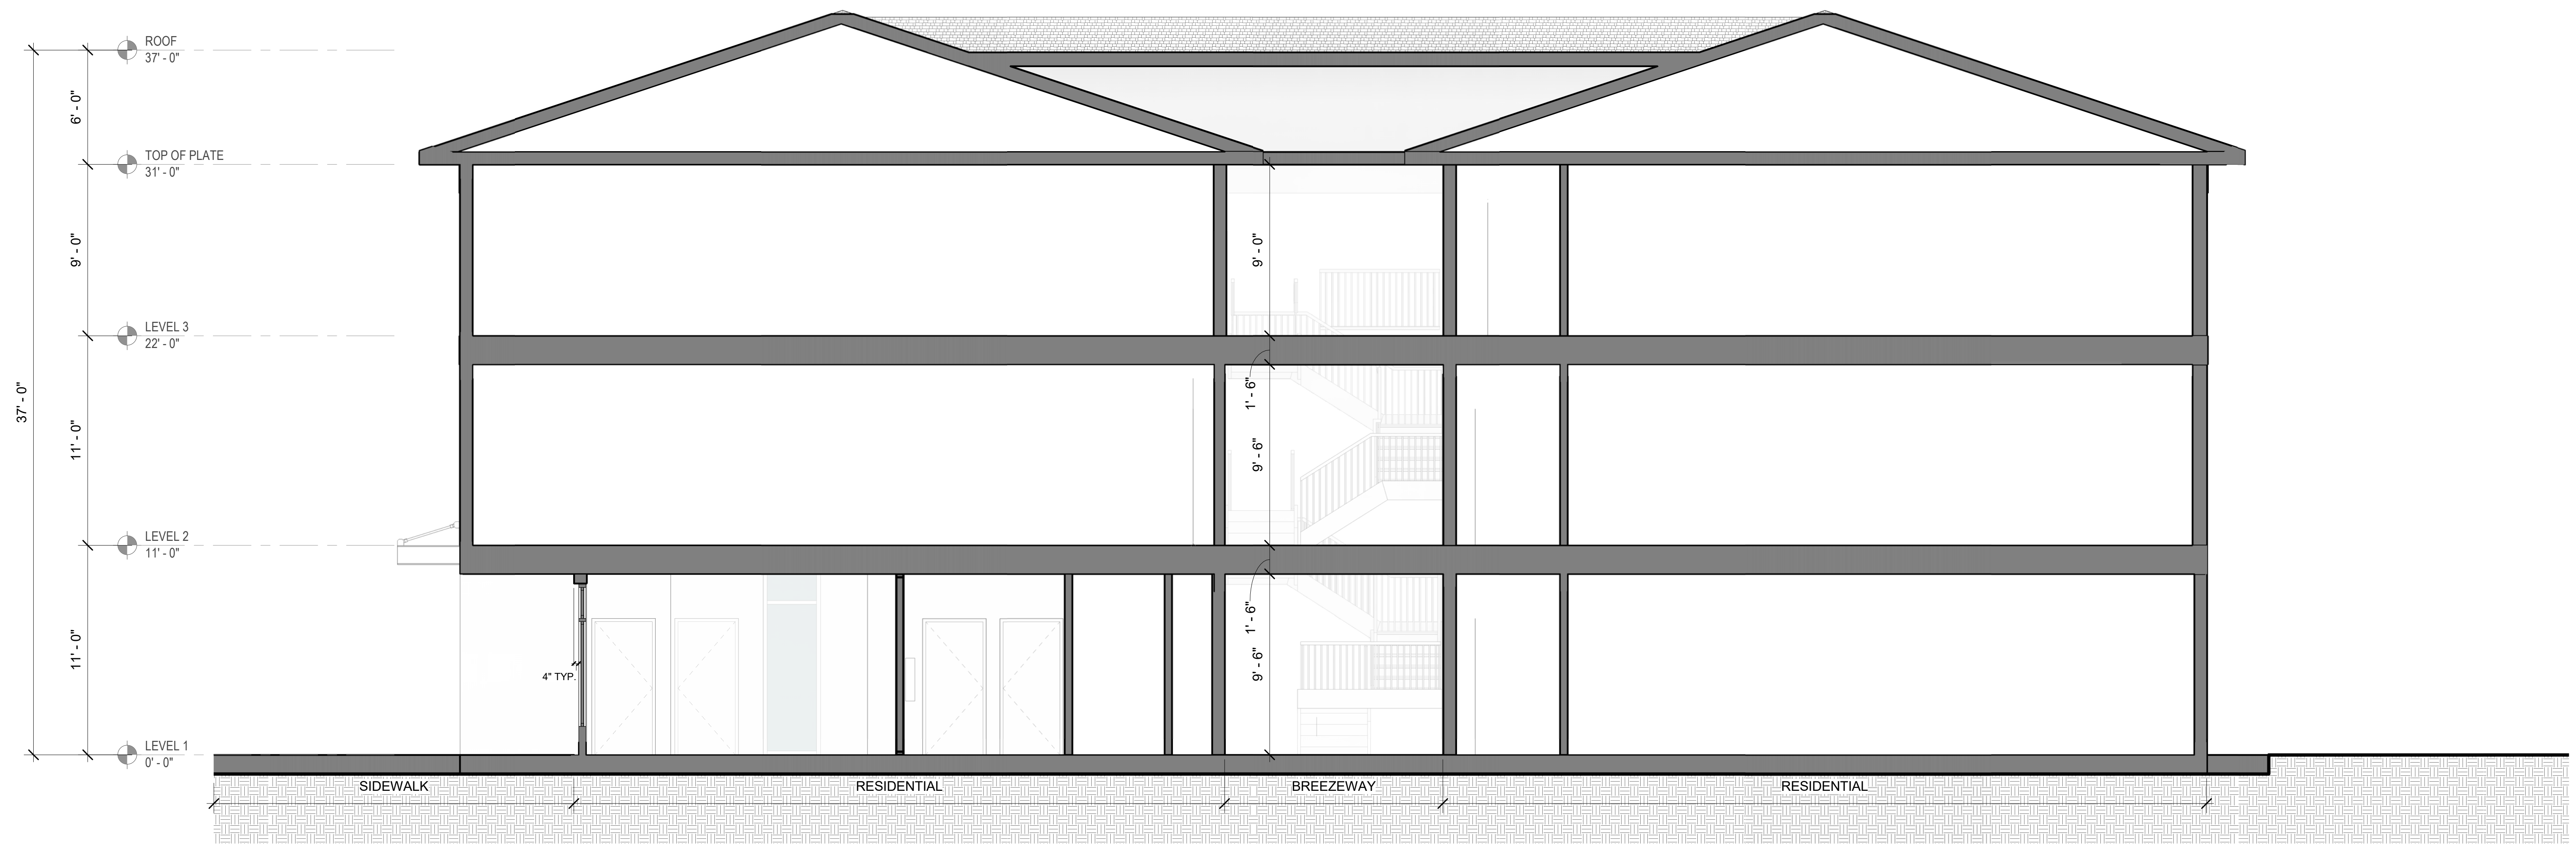 ROOF
37' - 0"
6' - 0"
TOP OF PLATE
31' - 0"
9' - 0"
9' - 0"
LEVEL 3
22' - 0"
1' - 6"
37' - 0"
11' - 0"
9' - 6"
LEVEL 2
11' - 0"
1' - 6"
11' - 0"
9' - 6"
4" TYP.
LEVEL 1
0' - 0"
SIDEWALK
RESIDENTIAL
BREEZEWAY
RESIDENTIAL